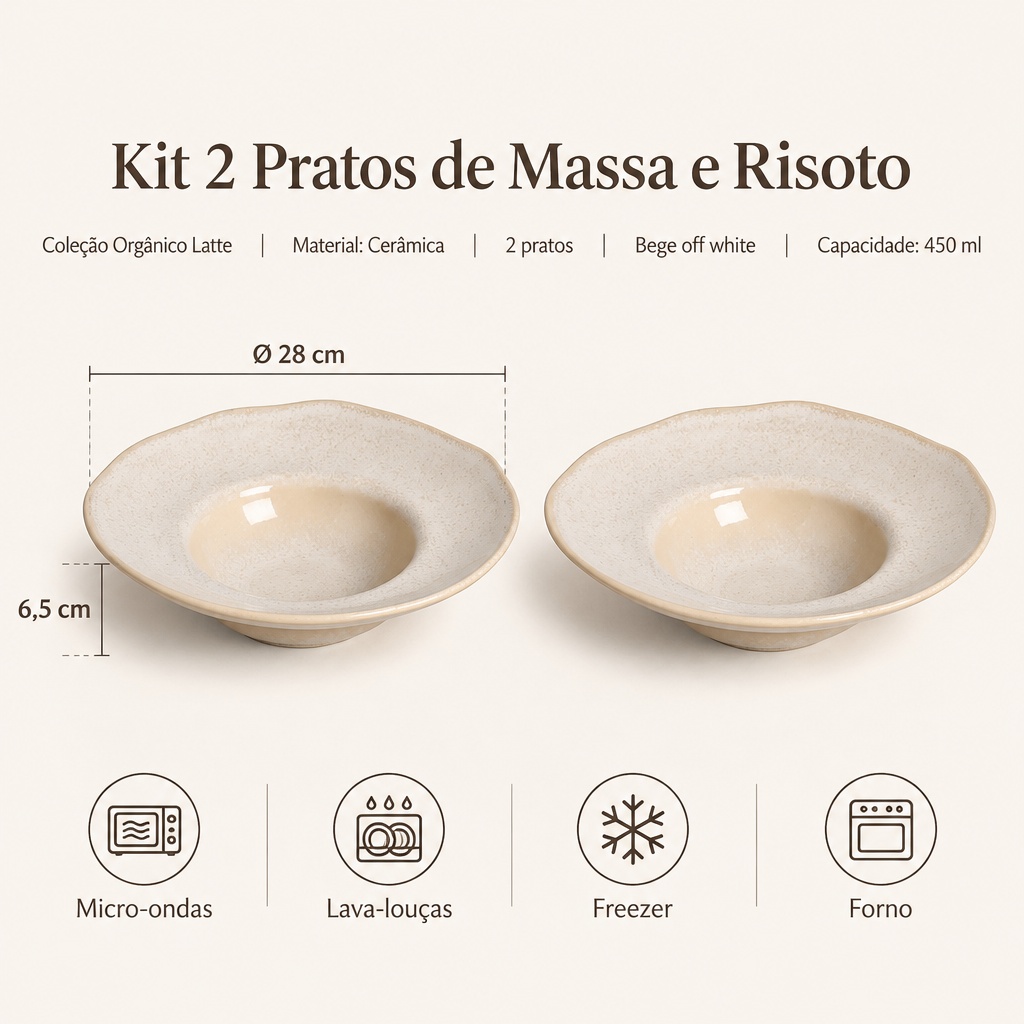 Kit 2 Pratos de Massa e Risoto
Coleção Orgânico Latte | Material: Cerâmica | 2 pratos | Bege off white | Capacidade: 450 ml
Ø 28 cm
6,5 cm
Micro-ondas
Lava-louças
Freezer
Forno